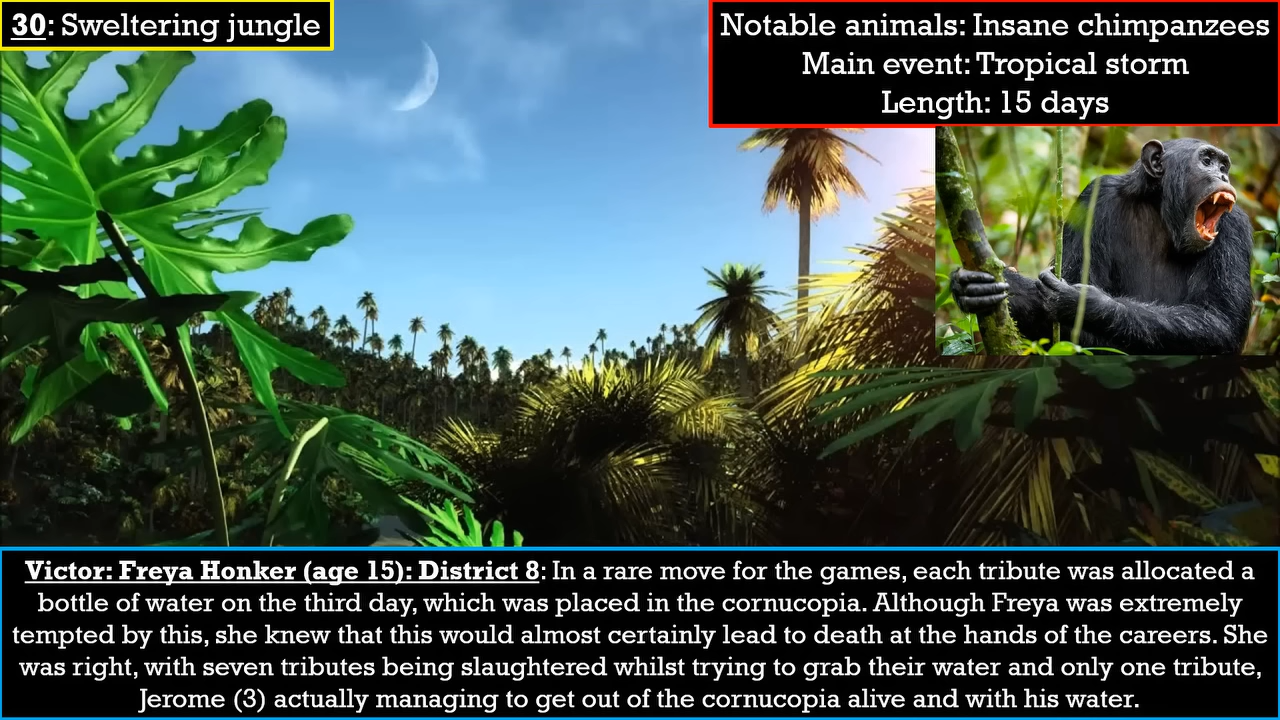 30: Sweltering jungle
Notable animals: Insane chimpanzees
Main event: Tropical storm
Length: 15 days
Victor: Freya Honker (age 15): District 8: In a rare move for the games, each tribute was allocated a
bottle of water on the third day, which was placed in the cornucopia. Although Freya was extremely
tempted by this, she knew that this would almost certainly lead to death at the hands of the careers. She
was right, with seven tributes being slaughtered whilst trying to grab their water and only one tribute,
Jerome (3) actually managing to get out of the cornucopia alive and with his water.